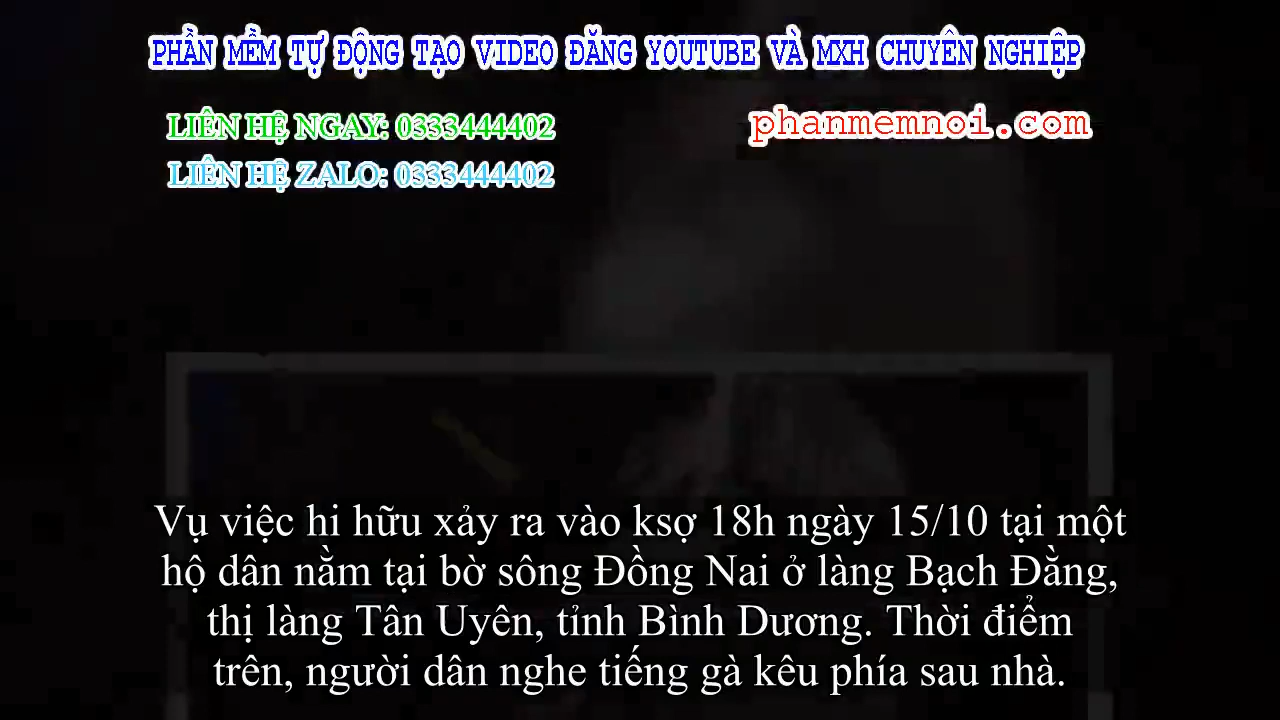 PHẦN MỀM TỰ ĐỘNG TẠO VIDEO ĐĂNG YOUTUBE VÀ MXH CHUYÊN NGHIỆP
LIÊN HỆ NGAY: 0333444402
phanmemnoi.com
LIÊN HỆ ZALO: 0333444402
Vụ việc hi hữu xảy ra vào ksợ 18h ngày 15/10 tại một
hộ dân nằm tại bờ sông Đồng Nai ở làng Bạch Đằng,
thị làng Tân Uyên, tỉnh Bình Dương. Thời điểm
trên, người dân nghe tiếng gà kêu phía sau nhà.